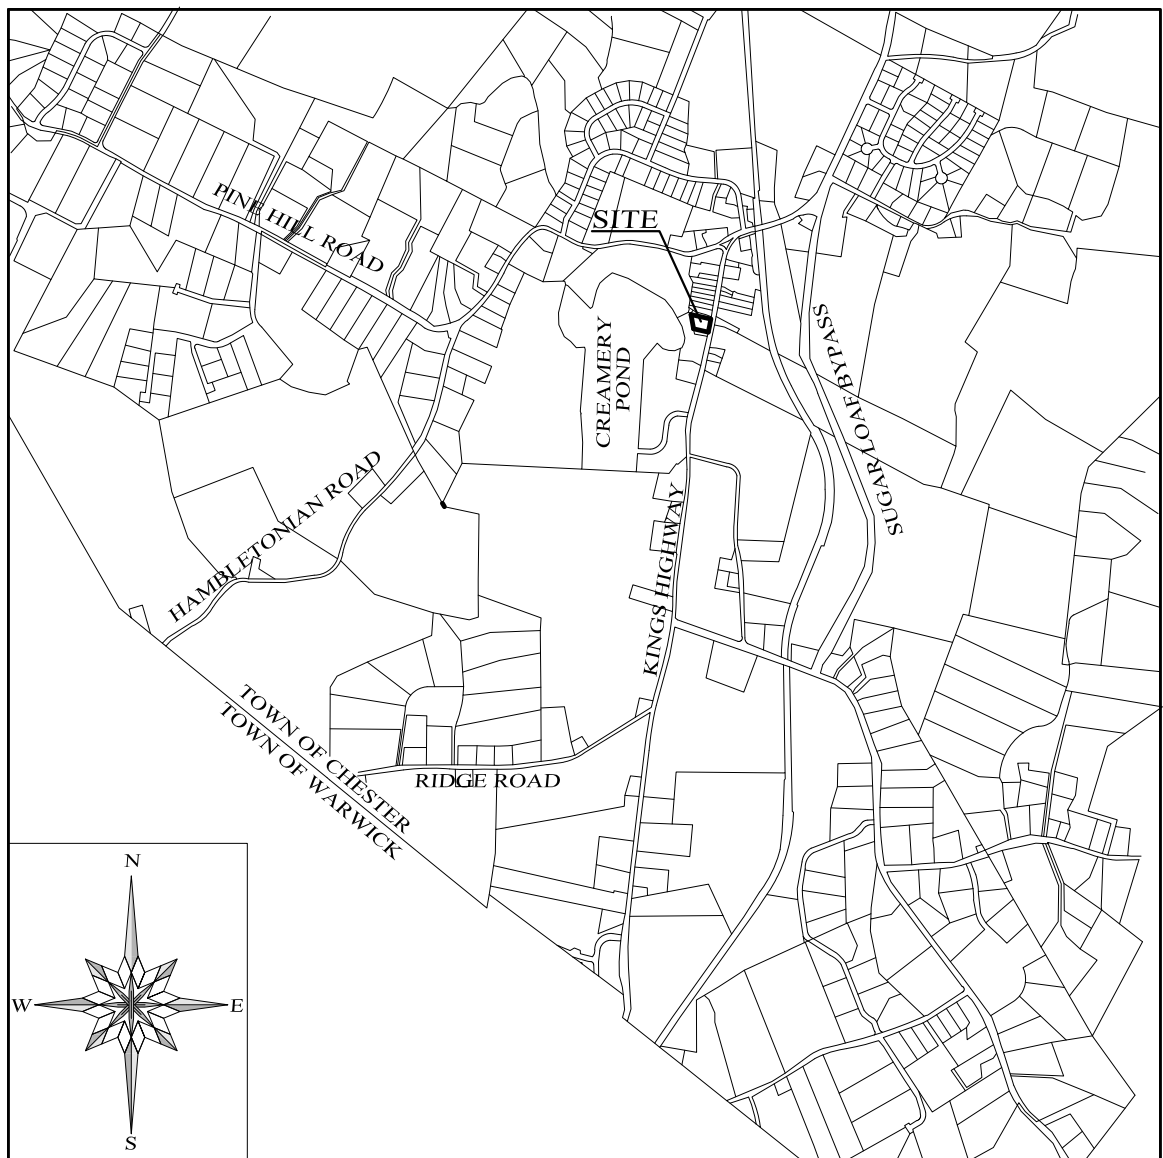 PINE HILL ROAD
SITE
CREAMERY
POND
SUGAR LOAF BYPASS
HAMBLETONIAN ROAD
KINGS HIGHWAY
TOWN OF CHESTER
TOWN OF WARWICK
RIDGE ROAD
N
W
E
S